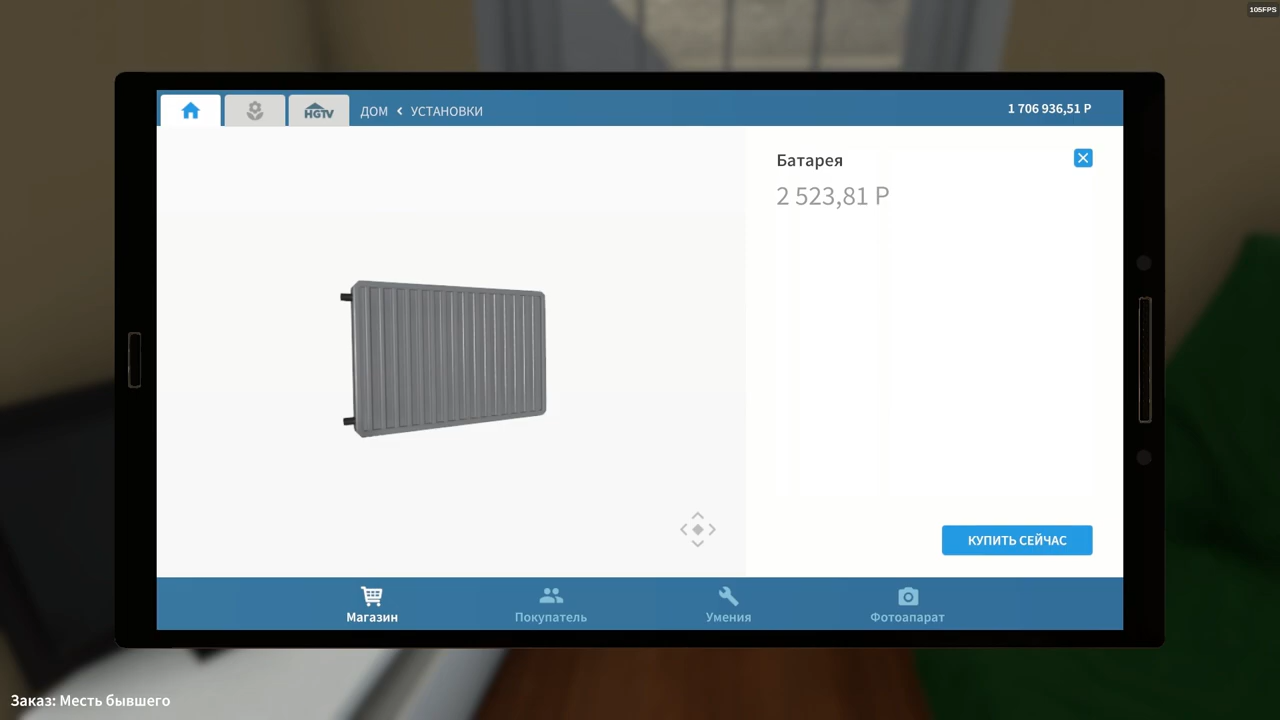 105FPS
HGTV
ДОМ < УСТАНОВКИ
1 706 936,51 Р
Батарея
2 523,81 Р
КУПИТЬ СЕЙЧАС
Магазин
Покупатель
Умения
Фотоапарат
Заказ: Месть бывшего